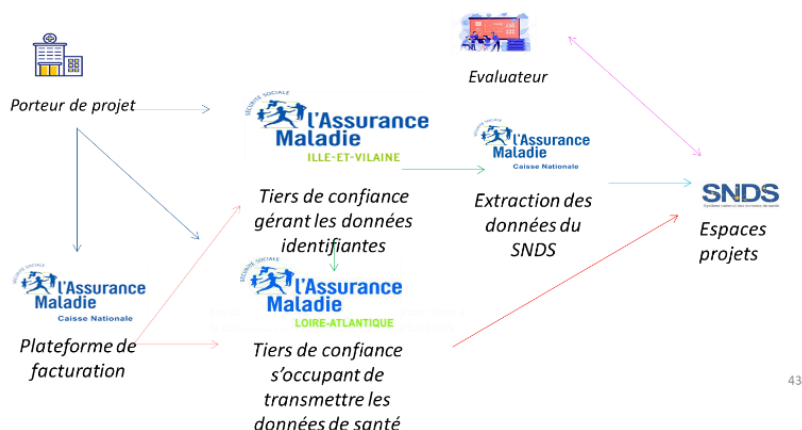 Porteur de projet
Evaluateur
SÉCURITÉ SOCIALE
l'Assurance
Maladie
ILLE-ET-VILAINE
Tiers de confiance
gérant les données
identifiantes
l'Assurance
Maladie
Caisse Nationale
Extraction des
données du
SNDS
SNDS
Espaces
projets
SÉCURITÉ SOCIALE
l'Assurance
Maladie
Caisse Nationale
Plateforme de
facturation
SÉCURITÉ SOCIALE
l'Assurance
Maladie
LOIRE-ATLANTIQUE
Tiers de confiance
s'occupant de
transmettre les
données de santé
43